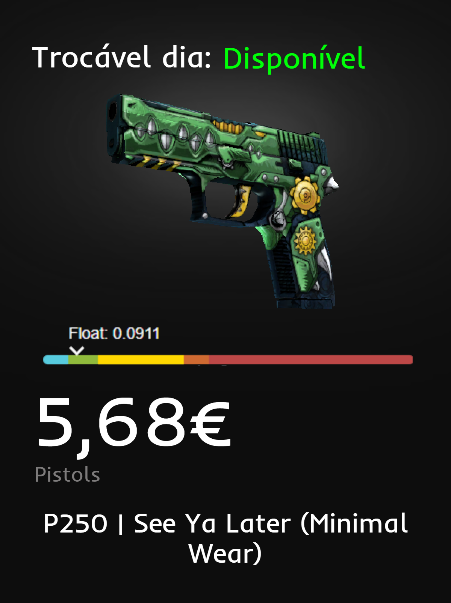 Trocável dia: Disponível
Float: 0.0911
5,68€
Pistols
P250 | See Ya Later (Minimal
Wear)